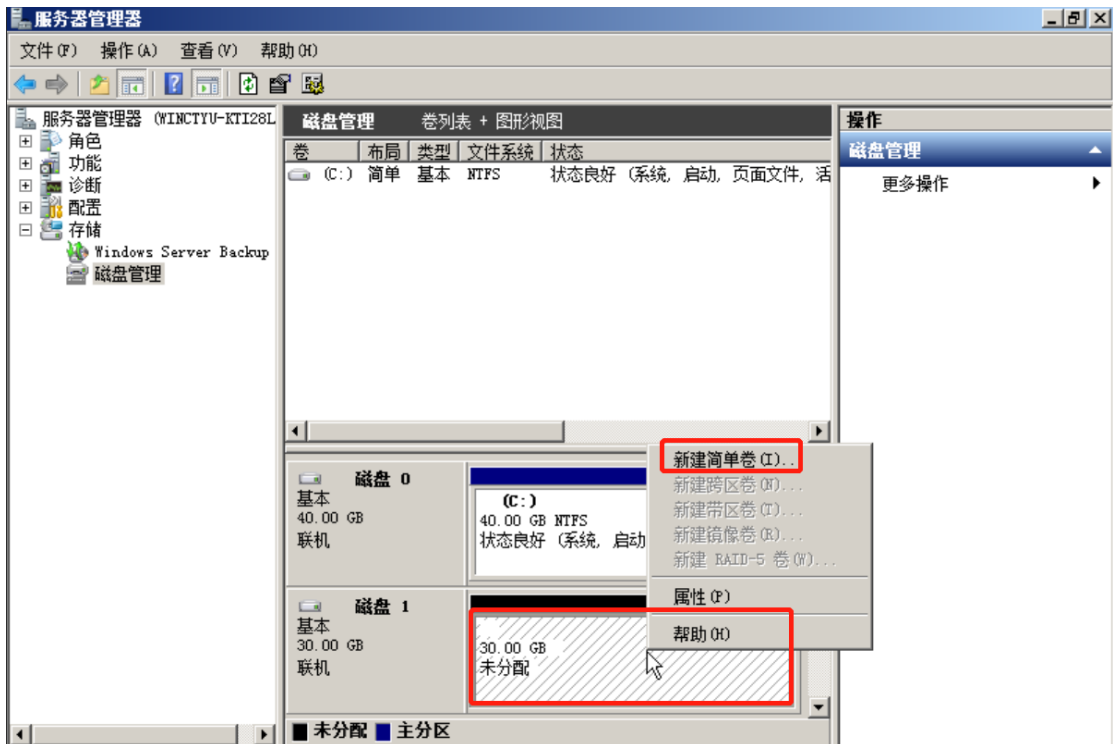 服务器管理器
文件(F) 操作(A) 查看(V) 帮助(H)
服务器管理器 (WINCTYU-KTI28L
角色
功能
诊断
配置
存储
Windows Server Backup
磁盘管理
磁盘管理 卷列表 + 图形视图
卷 布局 类型 文件系统 状态
(C:) 简单 基本 NTFS 状态良好 (系统, 启动, 页面文件, 活
磁盘 0
基本
40.00 GB
联机
(C:)
40.00 GB NTFS
状态良好 (系统, 启动
磁盘 1
基本
30.00 GB
联机
30.00 GB
未分配
新建简单卷(I)...
新建跨区卷(N)...
新建带区卷(T)...
新建镜像卷(R)...
新建 RAID-5 卷(W)...
属性(P)
帮助(H)
未分配 主分区
操作
磁盘管理
更多操作